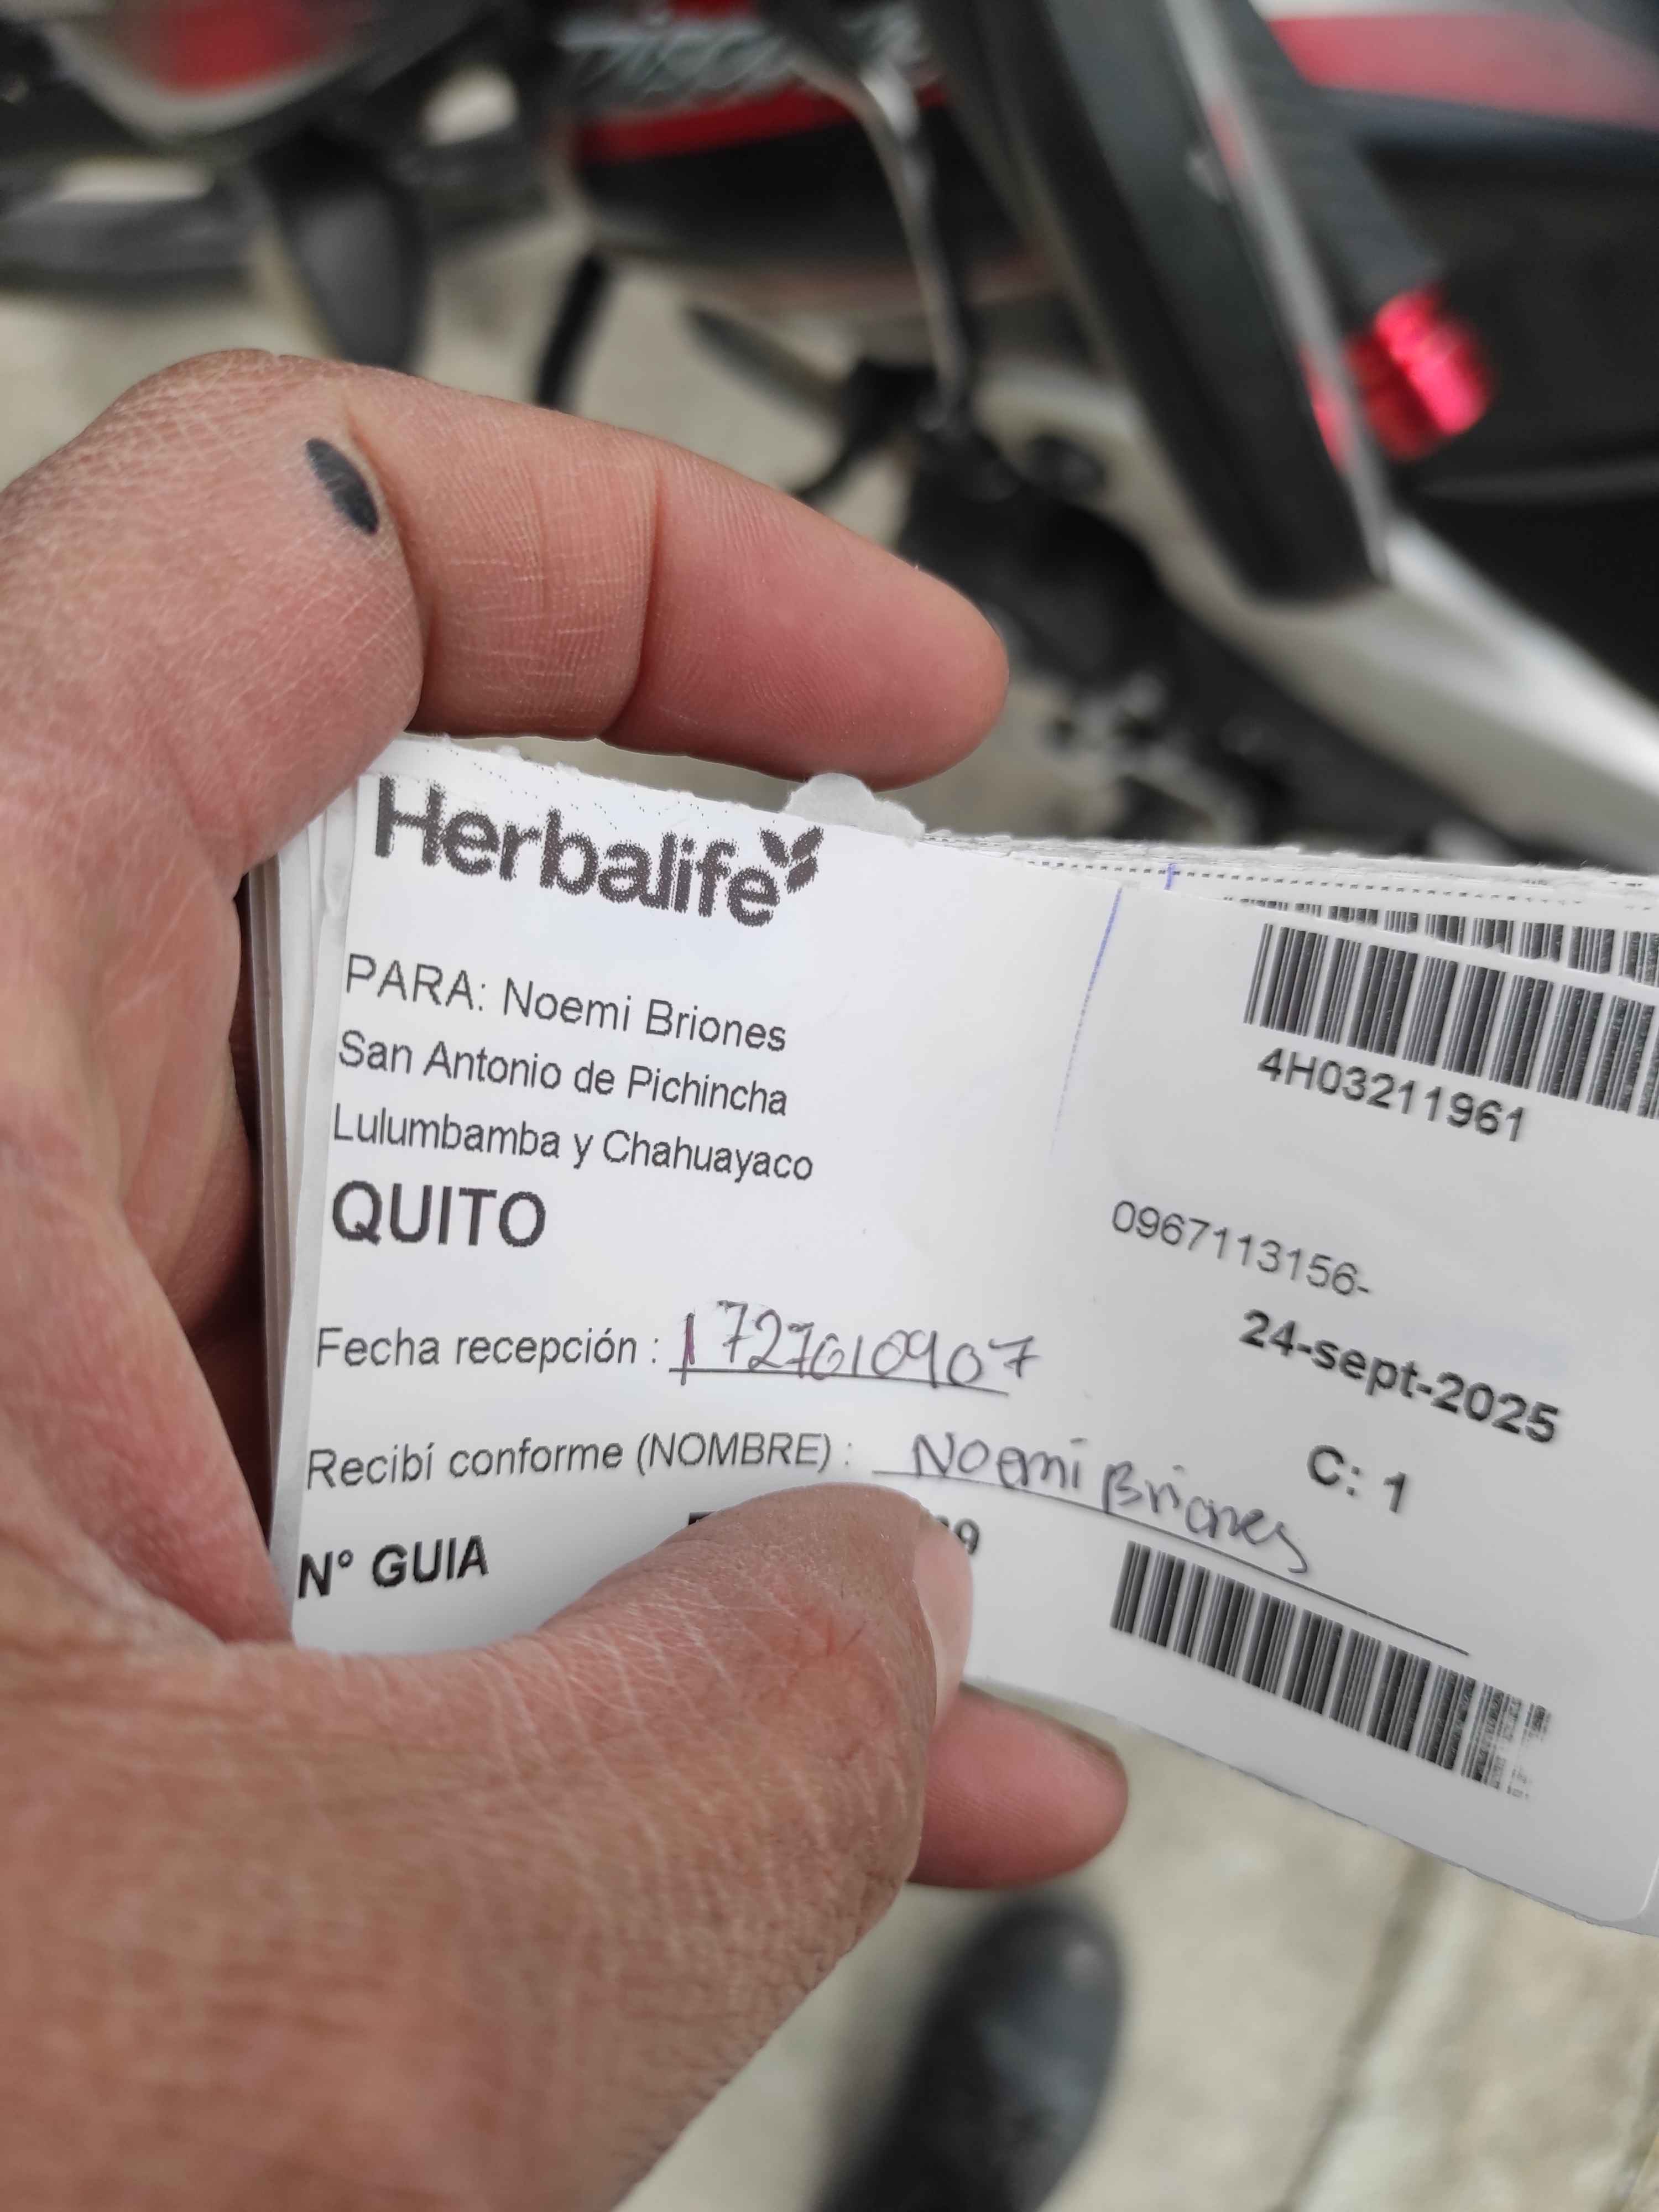 Herbalife
PARA: Noemi Briones
San Antonio de Pichincha
Lulumbamba y Chahuayaco
QUITO
4H03211961
0967113156-
24-sept-2025
C: 1
Fecha recepción : 1727610907
Recibí conforme (NOMBRE) : Noemi Briones
N° GUIA